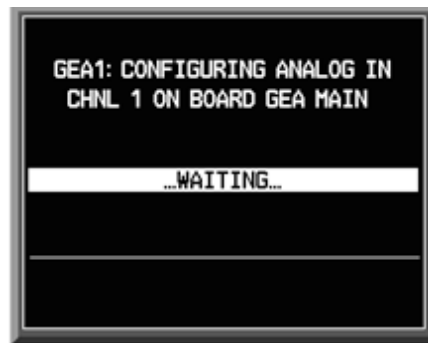 GEA1: CONFIGURING ANALOG IN
CHNL 1 ON BOARD GEA MAIN
…WAITING…